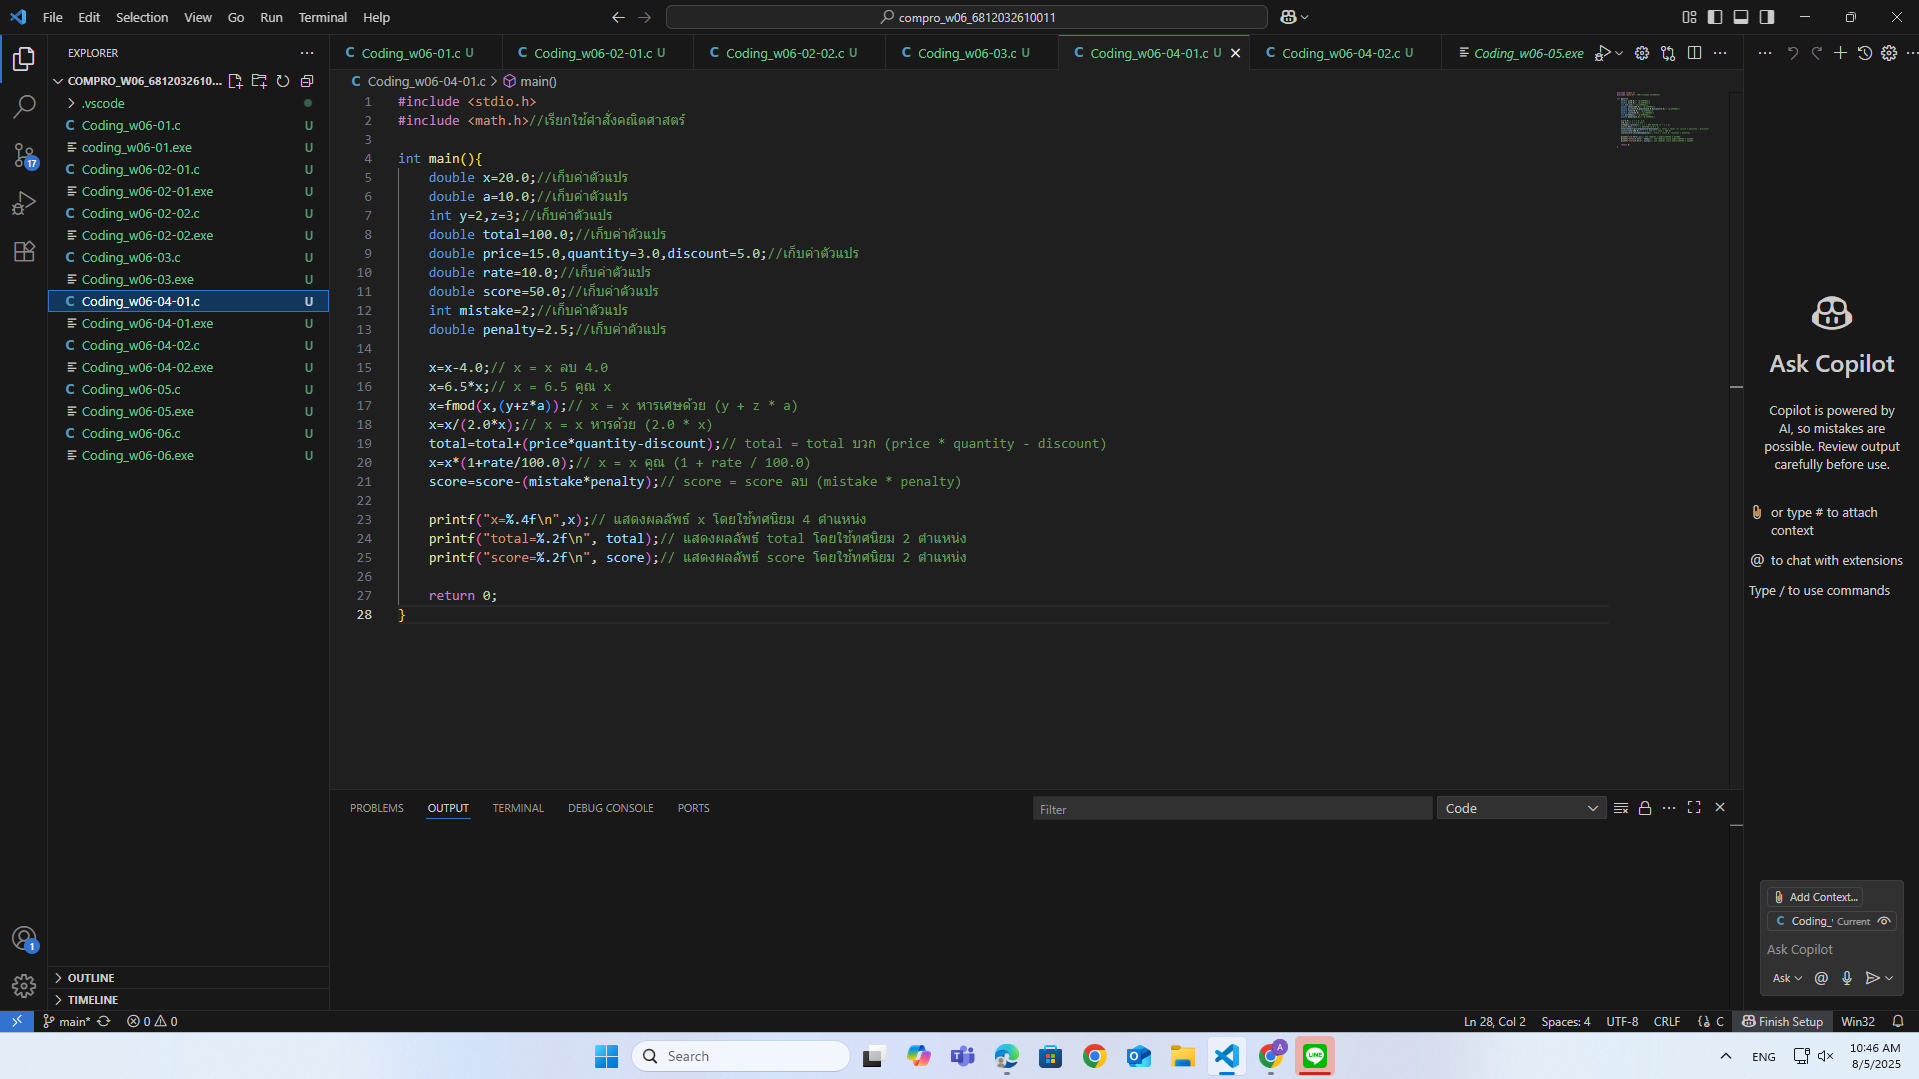 File Edit Selection View Go Run Terminal Help
compro_w06_6812032610011
EXPLORER
COMPRO_W06_6812032610...
.vscode
Coding_w06-01.c U
coding_w06-01.exe U
Coding_w06-02-01.c U
Coding_w06-02-01.exe U
Coding_w06-02-02.c U
Coding_w06-02-02.exe U
Coding_w06-03.c U
Coding_w06-03.exe U
Coding_w06-04-01.c U
Coding_w06-04-01.exe U
Coding_w06-04-02.c U
Coding_w06-04-02.exe U
Coding_w06-05.c U
Coding_w06-05.exe U
Coding_w06-06.c U
Coding_w06-06.exe U
OUTLINE
TIMELINE
17
1
C Coding_w06-01.c U C Coding_w06-02-01.c U C Coding_w06-02-02.c U C Coding_w06-03.c U C Coding_w06-04-01.c U C Coding_w06-04-02.c U Coding_w06-05.exe
C Coding_w06-04-01.c > main()
1 #include <stdio.h>
2 #include <math.h>//เรียกใช้คำสั่งคณิตศาสตร์
3
4 int main(){
5 double x=20.0;//เก็บค่าตัวแปร
6 double a=10.0;//เก็บค่าตัวแปร
7 int y=2,z=3;//เก็บค่าตัวแปร
8 double total=100.0;//เก็บค่าตัวแปร
9 double price=15.0,quantity=3.0,discount=5.0;//เก็บค่าตัวแปร
10 double rate=10.0;//เก็บค่าตัวแปร
11 double score=50.0;//เก็บค่าตัวแปร
12 int mistake=2;//เก็บค่าตัวแปร
13 double penalty=2.5;//เก็บค่าตัวแปร
14
15 x=x-4.0;// x = x ลบ 4.0
16 x=6.5*x;// x = 6.5 คูณ x
17 x=fmod(x,(y+z*a));// x = x หารเศษด้วย (y + z * a)
18 x=x/(2.0*x);// x = x หารด้วย (2.0 * x)
19 total=total+(price*quantity-discount);// total = total บวก (price * quantity - discount)
20 x=x*(1+rate/100.0);// x = x คูณ (1 + rate / 100.0)
21 score=score-(mistake*penalty);// score = score ลบ (mistake * penalty)
22
23 printf("x=%.4f\n",x);// แสดงผลลัพธ์ x โดยใช้ทศนิยม 4 ตำแหน่ง
24 printf("total=%.2f\n", total);// แสดงผลลัพธ์ total โดยใช้ทศนิยม 2 ตำแหน่ง
25 printf("score=%.2f\n", score);// แสดงผลลัพธ์ score โดยใช้ทศนิยม 2 ตำแหน่ง
26
27 return 0;
28 }
PROBLEMS OUTPUT TERMINAL DEBUG CONSOLE PORTS
Filter
Code
Ask Copilot
Copilot is powered by
AI, so mistakes are
possible. Review output
carefully before use.
or type # to attach
context
@ to chat with extensions
Type / to use commands
Add Context...
C Coding_ Current
Ask Copilot
Ask @
main* 0 0
Ln 28, Col 2 Spaces: 4 UTF-8 CRLF {} C Finish Setup Win32
Search
A
LINE
ENG
10:46 AM
8/5/2025